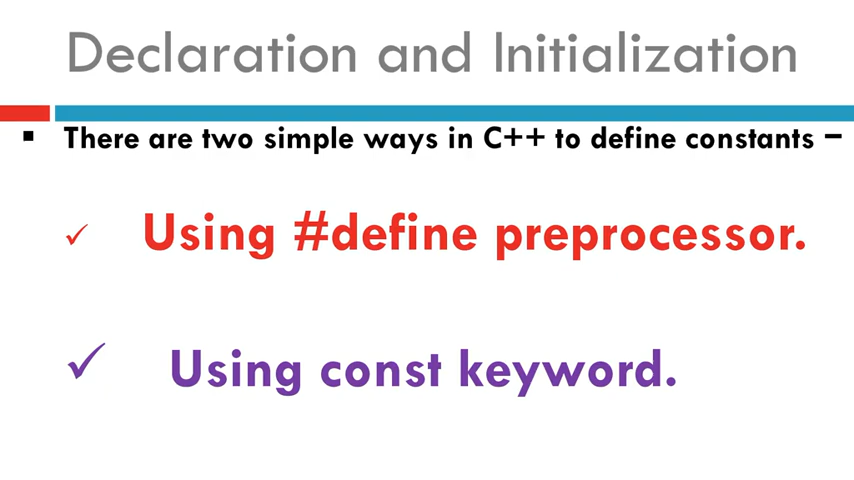 Declaration and Initialization
▪ There are two simple ways in C++ to define constants –
✓ Using #define preprocessor.
✓ Using const keyword.